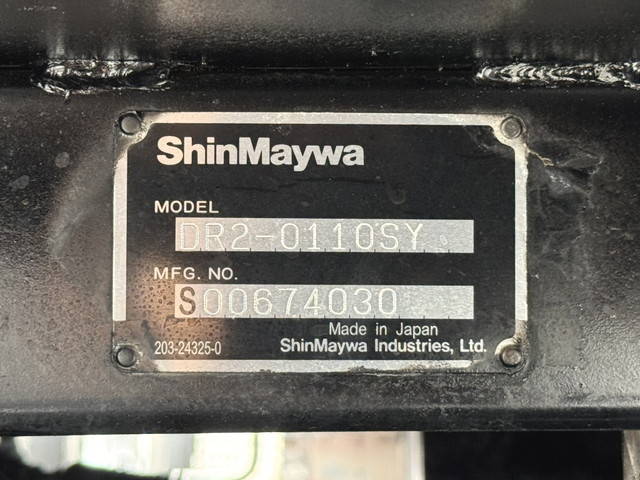 ShinMaywa
MODEL
DR2-0110SY
MFG. NO.
S00674030
Made in Japan
203-24325-0 ShinMaywa Industries, Ltd.